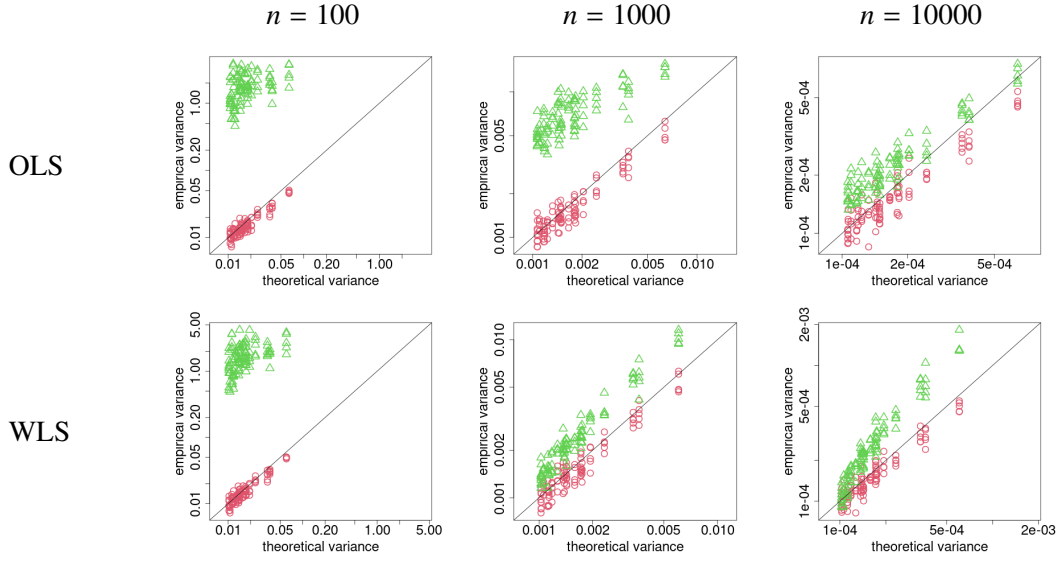 n = 100
n = 1000
n = 10000
OLS
empirical variance
0.01
0.05
0.20
1.00
0.01
0.05
0.20
1.00
theoretical variance
empirical variance
0.001
0.005
0.001
0.002
0.005
0.010
theoretical variance
empirical variance
1e-04
2e-04
5e-04
1e-04
2e-04
5e-04
theoretical variance
WLS
empirical variance
0.01
0.05
0.20
1.00
5.00
0.01
0.05
0.20
1.00
5.00
theoretical variance
empirical variance
0.001
0.002
0.005
0.010
0.001
0.002
0.005
0.010
theoretical variance
empirical variance
1e-04
5e-04
2e-03
1e-04
5e-04
2e-03
theoretical variance